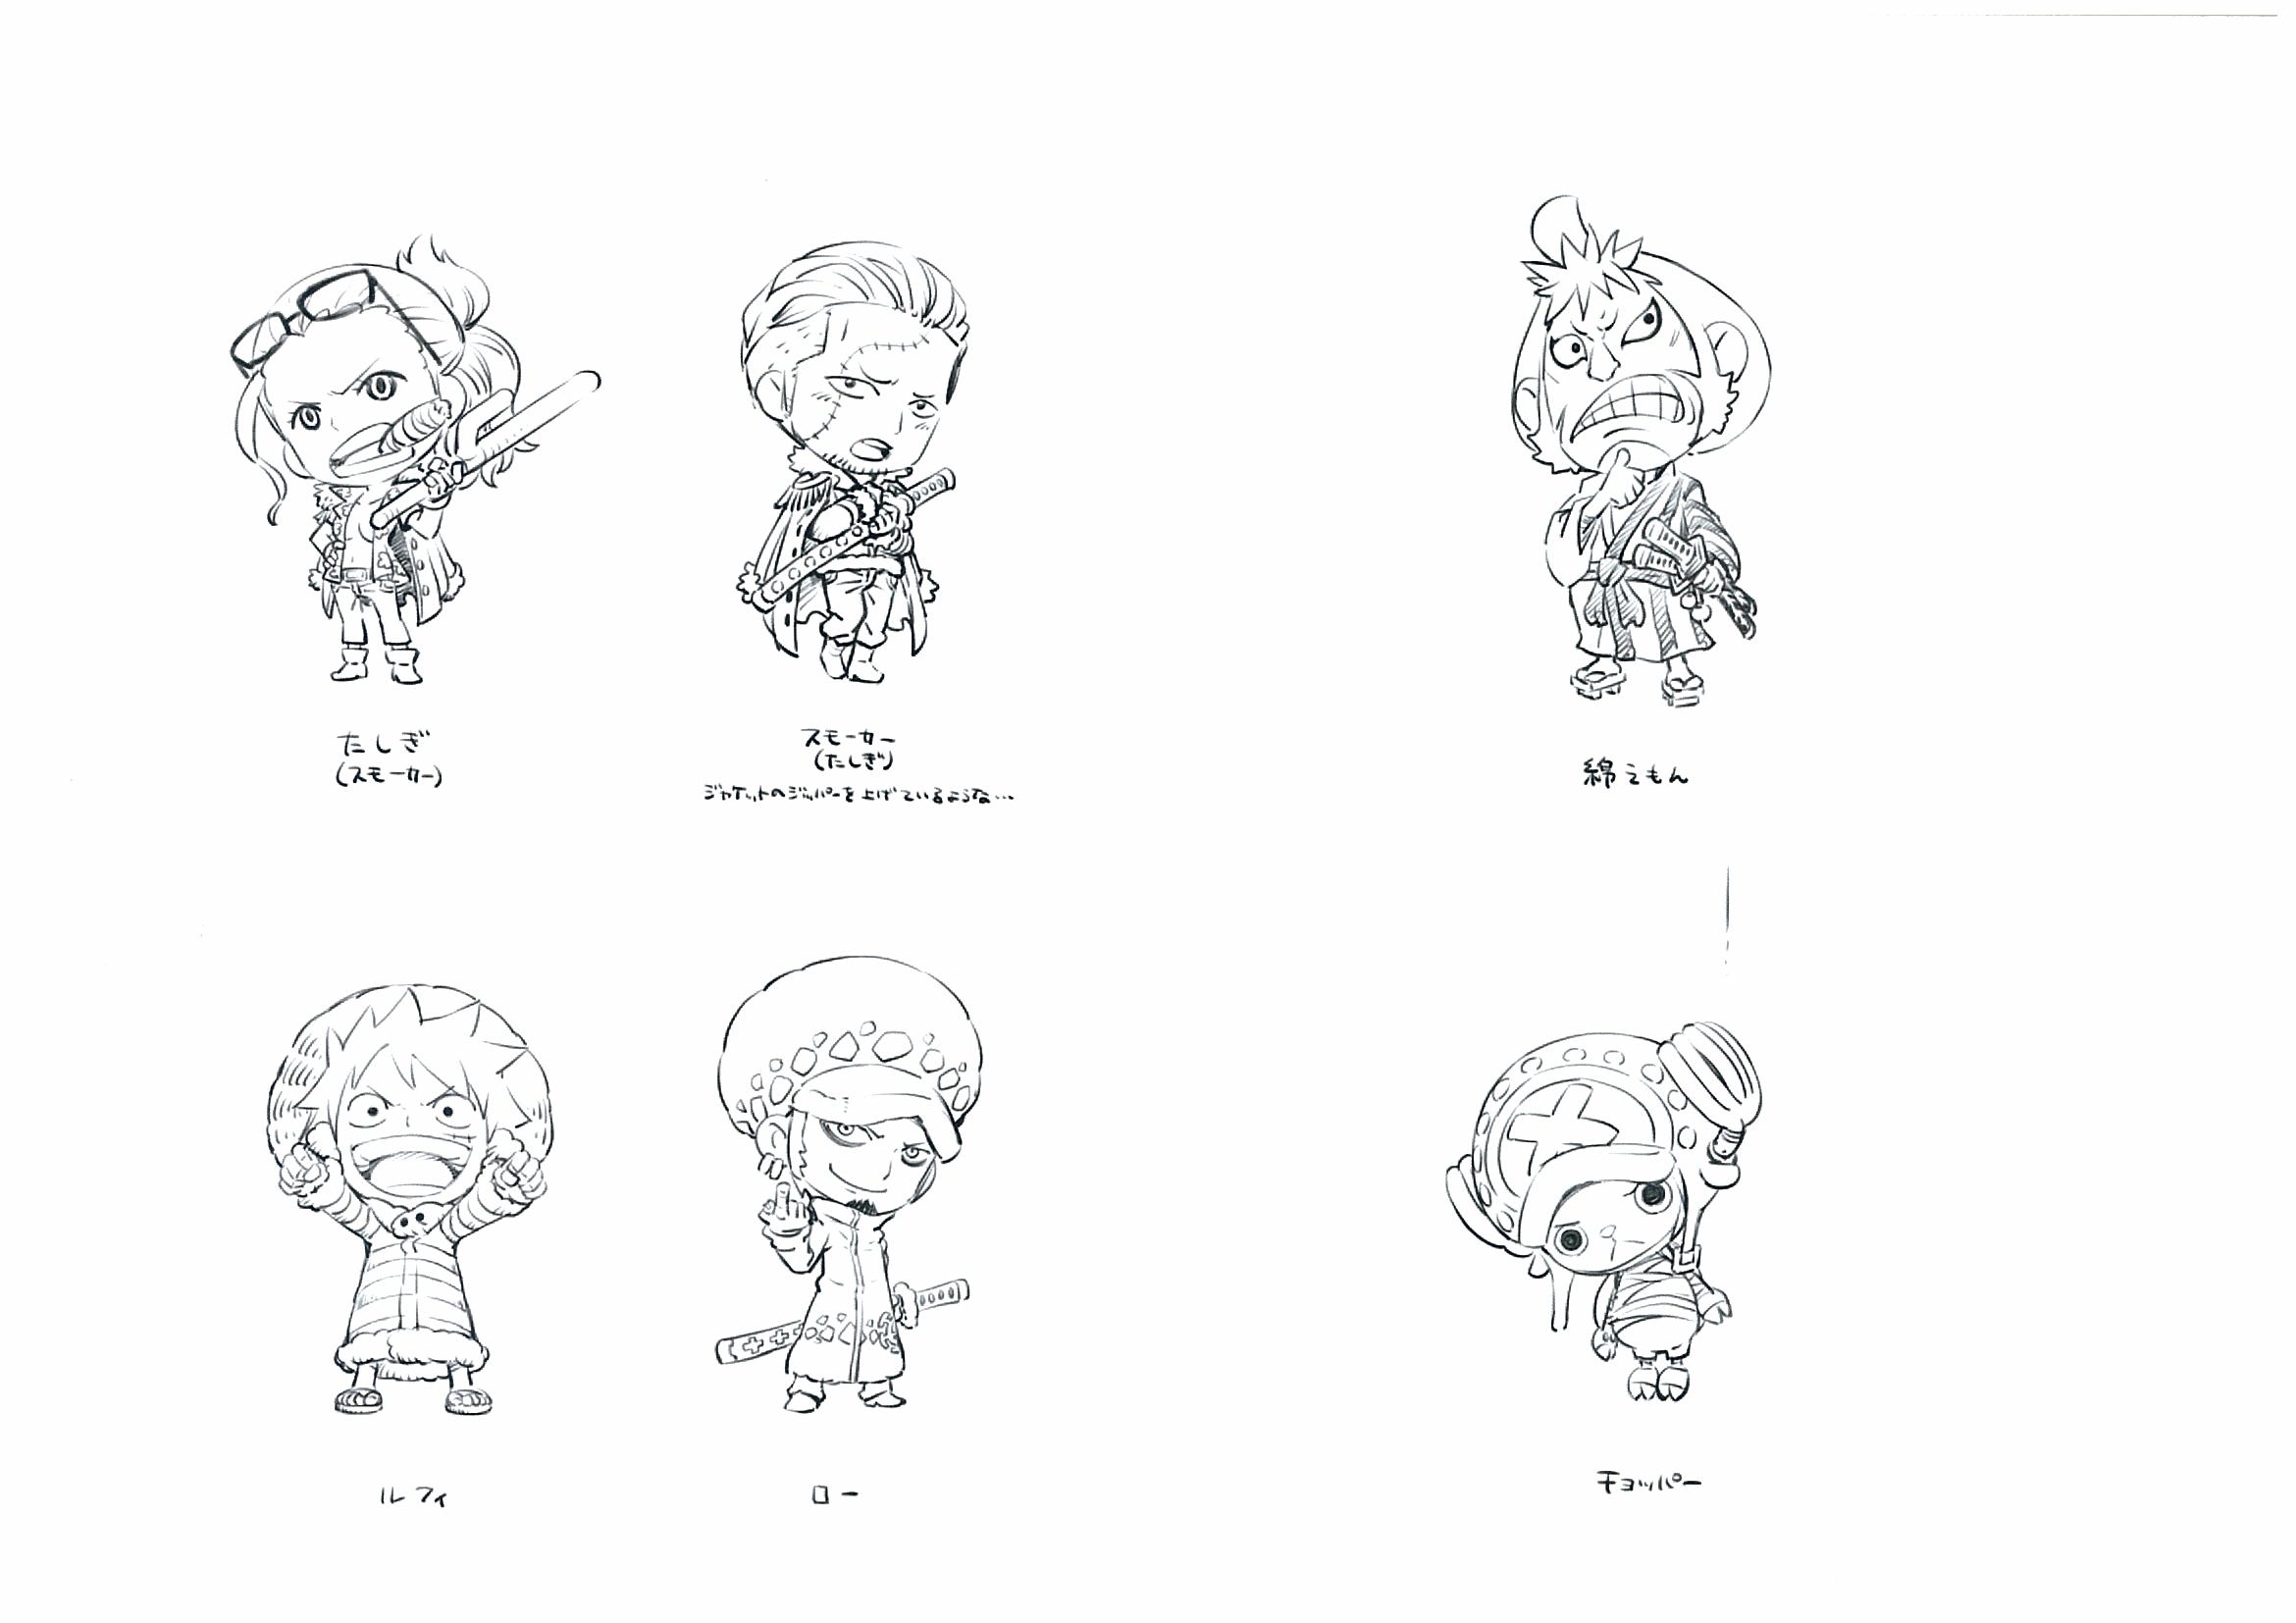 たしぎ
(スモーカー)
スモーカー
(たしぎ)
ジャケットのジッパーを上げているような…
綿えもん
ルフィ
ロー
チョッパー